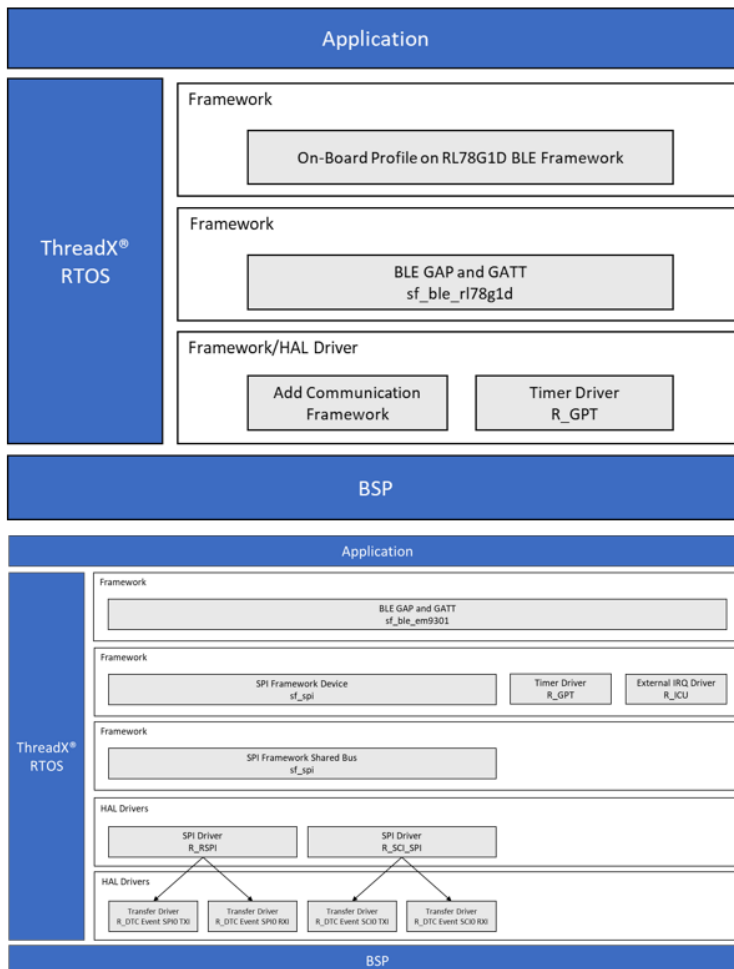 Application
ThreadX®
RTOS
Framework
On-Board Profile on RL78G1D BLE Framework
Framework
BLE GAP and GATT
sf_ble_rl78g1d
Framework/HAL Driver
Add Communication
Framework
Timer Driver
R_GPT
BSP
Application
ThreadX®
RTOS
Framework
BLE GAP and GATT
sf_ble_em9301
Framework
SPI Framework Device
sf_spi
Timer Driver
R_GPT
External IRQ Driver
R_ICU
Framework
SPI Framework Shared Bus
sf_spi
HAL Drivers
SPI Driver
R_RSPI
SPI Driver
R_SCI_SPI
HAL Drivers
Transfer Driver
R_DTC Event SPI0 TXI
Transfer Driver
R_DTC Event SPI0 RXI
Transfer Driver
R_DTC Event SCI0 TXI
Transfer Driver
R_DTC Event SCI0 RXI
BSP